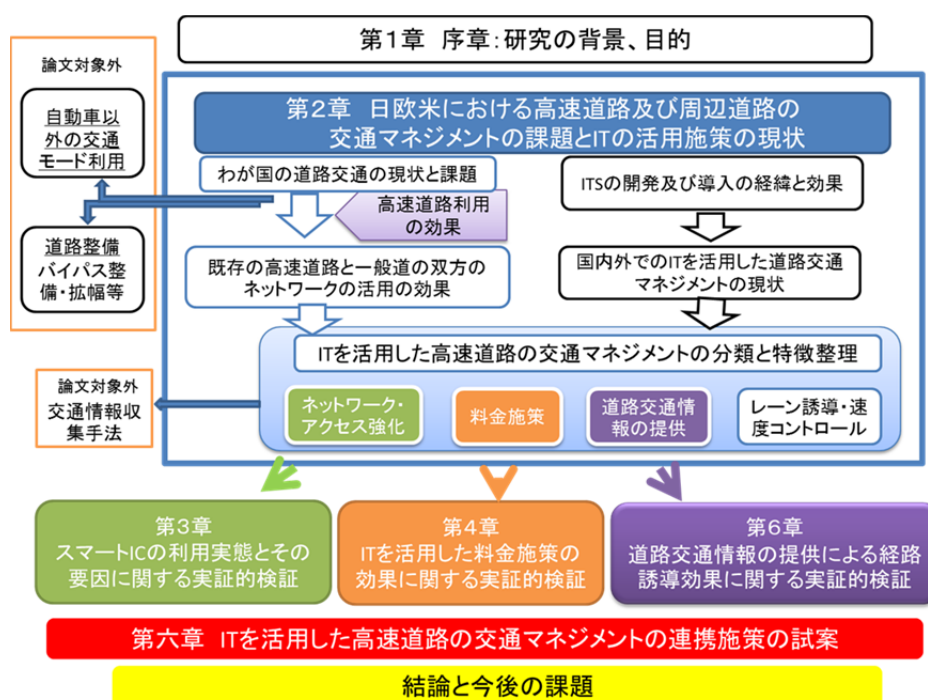 第1章 序章:研究の背景、目的
論文対象外
自動車以
外の交通
モード利用
道路整備
バイパス整
備・拡幅等
第2章 日欧米における高速道路及び周辺道路の
交通マネジメントの課題とITの活用施策の現状
わが国の道路交通の現状と課題
高速道路利用
の効果
既存の高速道路と一般道の双方の
ネットワークの活用の効果
ITSの開発及び導入の経緯と効果
国内外でのITを活用した道路交通
マネジメントの現状
ITを活用した高速道路の交通マネジメントの分類と特徴整理
ネットワーク・
アクセス強化
料金施策
道路交通情
報の提供
レーン誘導・速
度コントロール
論文対象外
交通情報収
集手法
第3章
スマートICの利用実態とその
要因に関する実証的検証
第4章
ITを活用した料金施策の
効果に関する実証的検証
第6章
道路交通情報の提供による経路
誘導効果に関する実証的検証
第六章 ITを活用した高速道路の交通マネジメントの連携施策の試案
結論と今後の課題